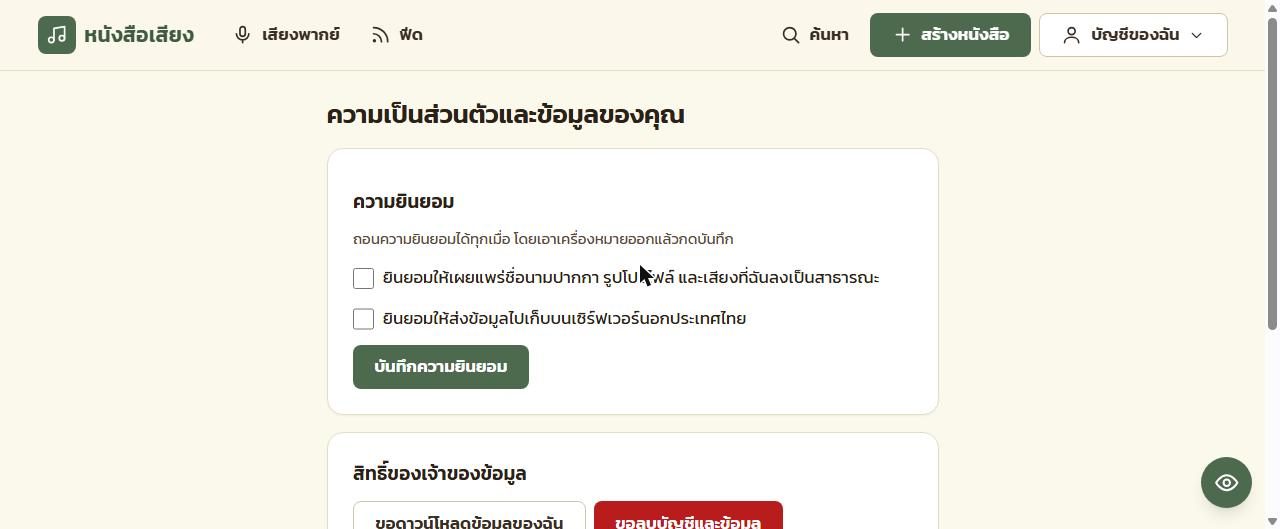 หนังสือเสียง
เสียงพากย์
ฟีด
ค้นหา
สร้างหนังสือ
บัญชีของฉัน
ความเป็นส่วนตัวและข้อมูลของคุณ
ความยินยอม
ถอนความยินยอมได้ทุกเมื่อ โดยเอาเครื่องหมายออกแล้วกดบันทึก
ยินยอมให้เผยแพร่ชื่อนามปากกา และเสียงที่ฉันลงเป็นสาธารณะ
ยินยอมให้ส่งข้อมูลไปเก็บบนเซิร์ฟเวอร์นอกประเทศไทย
บันทึกความยินยอม
สิทธิ์ของเจ้าของข้อมูล
ขอดาวน์โหลดข้อมูลของฉัน
ขอลบบัญชีและข้อมูล